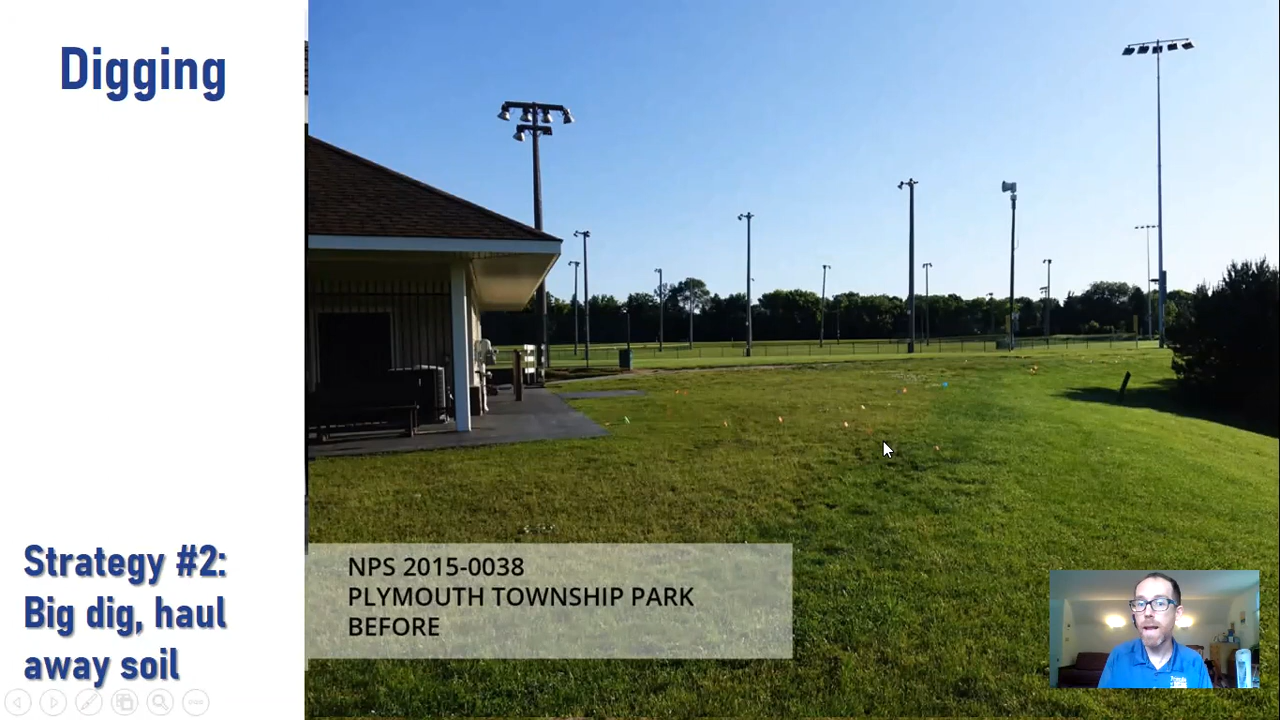 Digging
Strategy #2:
Big dig, haul
away soil
NPS 2015-0038
PLYMOUTH TOWNSHIP PARK
BEFORE